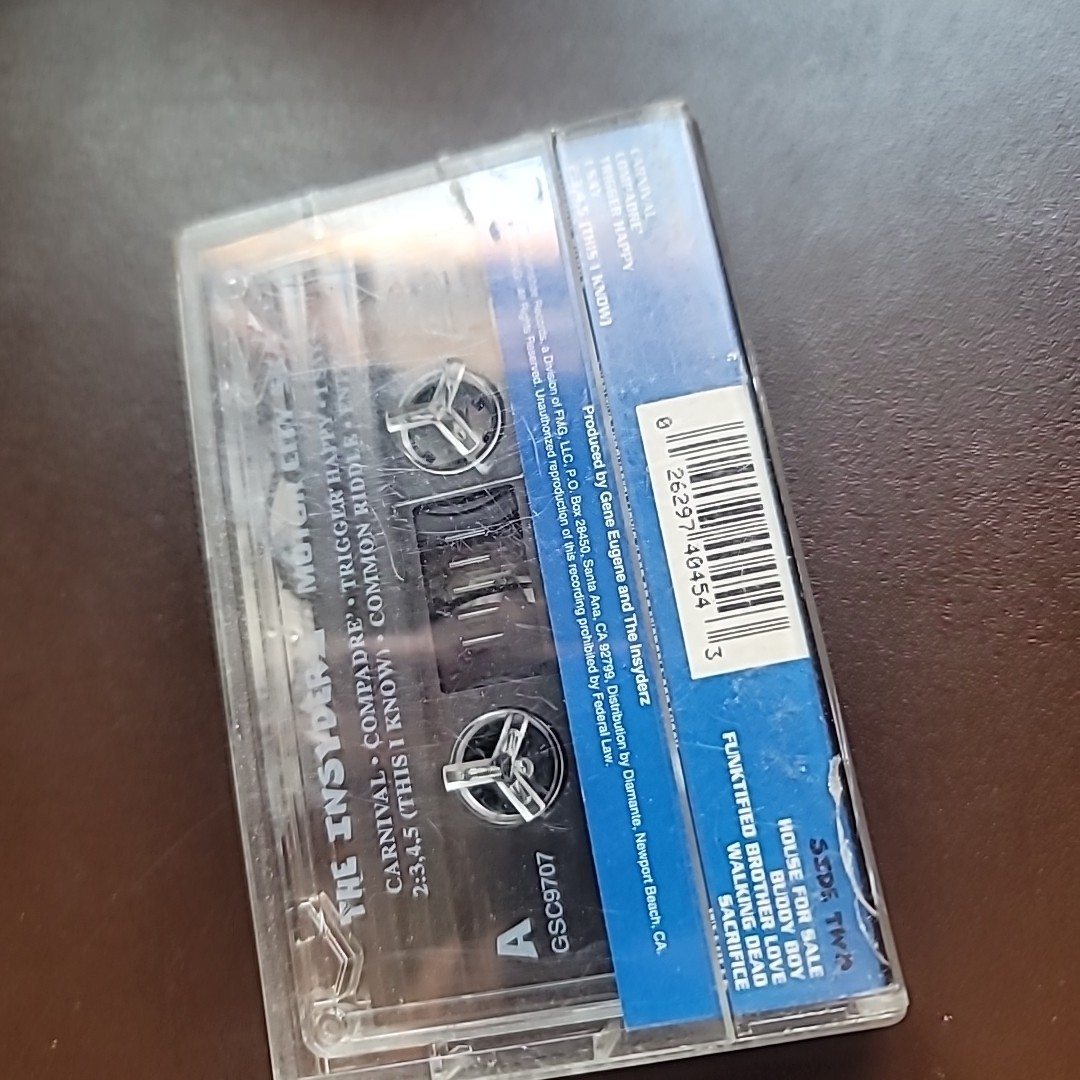 CARNIVAL
COMPADRE'
TRIGGER HAPPY
2:3,4,5 (THIS I KNOW)
0 26297 40454 3
SIDE TWO
HOUSE FOR SALE
BUDDY BOY
FUNKTIFIED BROTHER LOVE
WALKING DEAD
SACRIFICE
Produced by Gene Eugene and The Insyderz
Records, a Division of FMG, LLC, P.O. Box 28450, Santa Ana, CA 92799, Distribution by Diamante, Newport Beach, CA.
All Rights Reserved. Unauthorized reproduction of this recording prohibited by Federal Law.
THE INSYDERZ
CARNIVAL • COMPADRE' • TRIGGER HAPPY
2:3,4,5 (THIS I KNOW) • COMMON RIDDLE
A
GSC9707